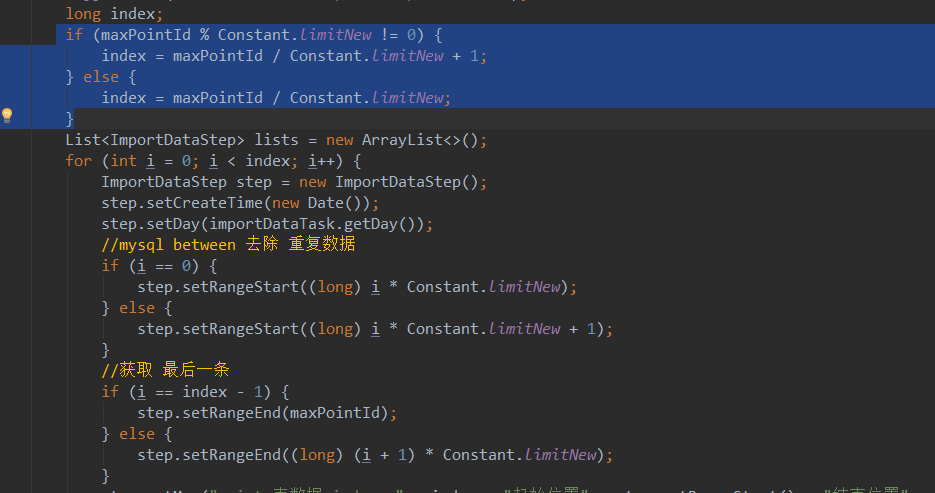 long index;
if (maxPointId % Constant.limitNew != 0) {
index = maxPointId / Constant.limitNew + 1;
} else {
index = maxPointId / Constant.limitNew;
}
List<ImportDataStep> lists = new ArrayList<>();
for (int i = 0; i < index; i++) {
ImportDataStep step = new ImportDataStep();
step.setCreateTime(new Date());
step.setDay(importDataTask.getDay());
//mysql between 去除 重复数据
if (i == 0) {
step.setRangeStart((long) i * Constant.limitNew);
} else {
step.setRangeStart((long) i * Constant.limitNew + 1);
}
//获取 最后一条
if (i == index - 1) {
step.setRangeEnd(maxPointId);
} else {
step.setRangeEnd((long) (i + 1) * Constant.limitNew);
}